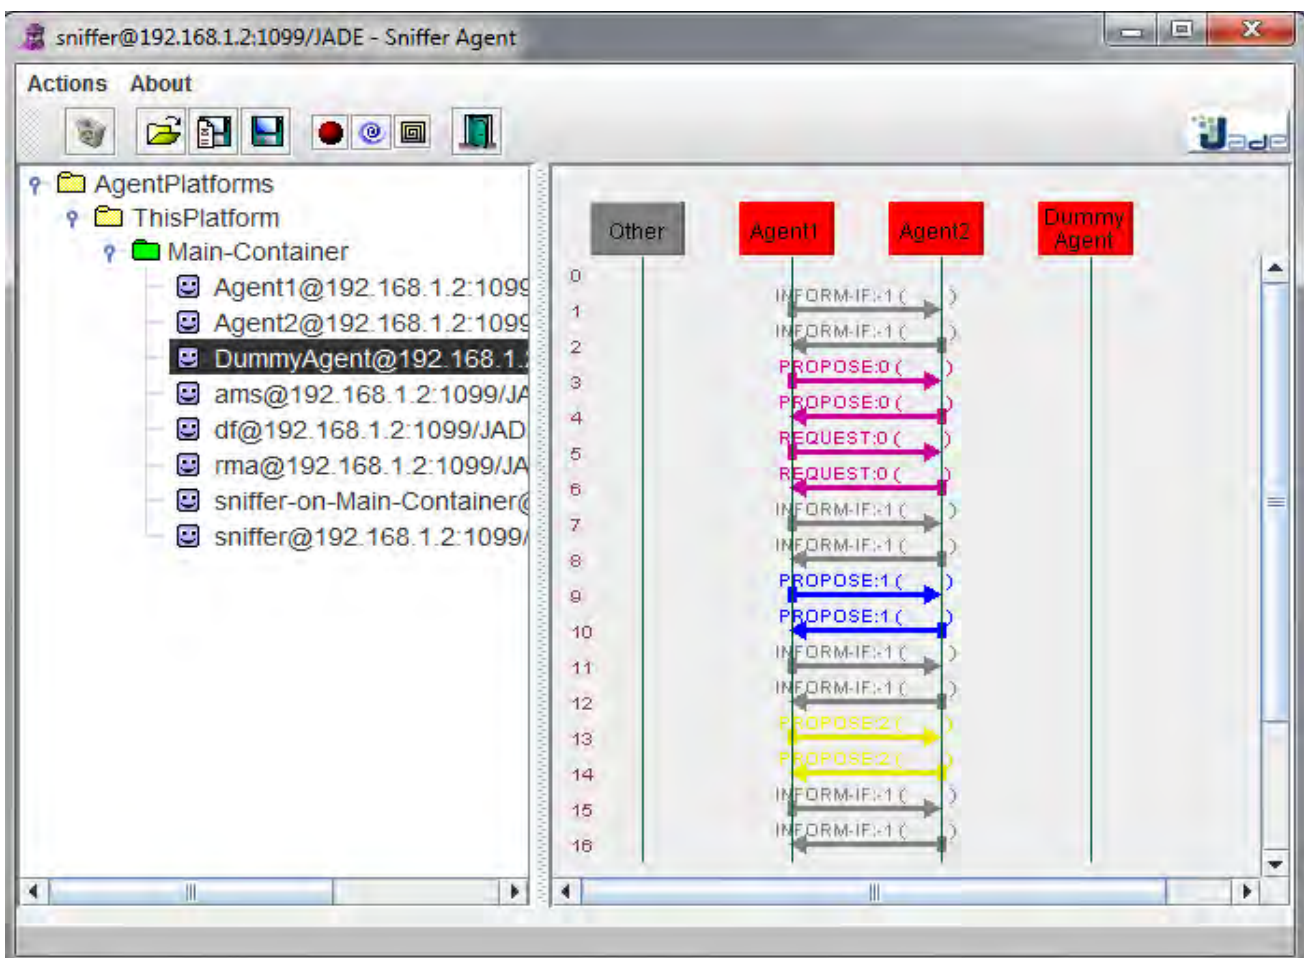 sniffer@192.168.1.2:1099/JADE - Sniffer Agent
Actions About
Jade
AgentPlatforms
ThisPlatform
Main-Container
Agent1@192.168.1.2:1099
Agent2@192.168.1.2:1099
DummyAgent@192.168.1.
ams@192.168.1.2:1099/JA
df@192.168.1.2:1099/JAD
rma@192.168.1.2:1099/JA
sniffer-on-Main-Container@
sniffer@192.168.1.2:1099/
Other Agent1 Agent2 Dummy
Agent
0
INFORM-IF:-1 ( )
1
INFORM-IF:-1 ( )
2
PROPOSE:0 ( )
3
PROPOSE:0 ( )
4
REQUEST:0 ( )
5
REQUEST:0 ( )
6
INFORM-IF:-1 ( )
7
INFORM-IF:-1 ( )
8
PROPOSE:1 ( )
9
PROPOSE:1 ( )
10
INFORM-IF:-1 ( )
11
INFORM-IF:-1 ( )
12
PROPOSE:2 ( )
13
PROPOSE:2 ( )
14
INFORM-IF:-1 ( )
15
INFORM-IF:-1 ( )
16